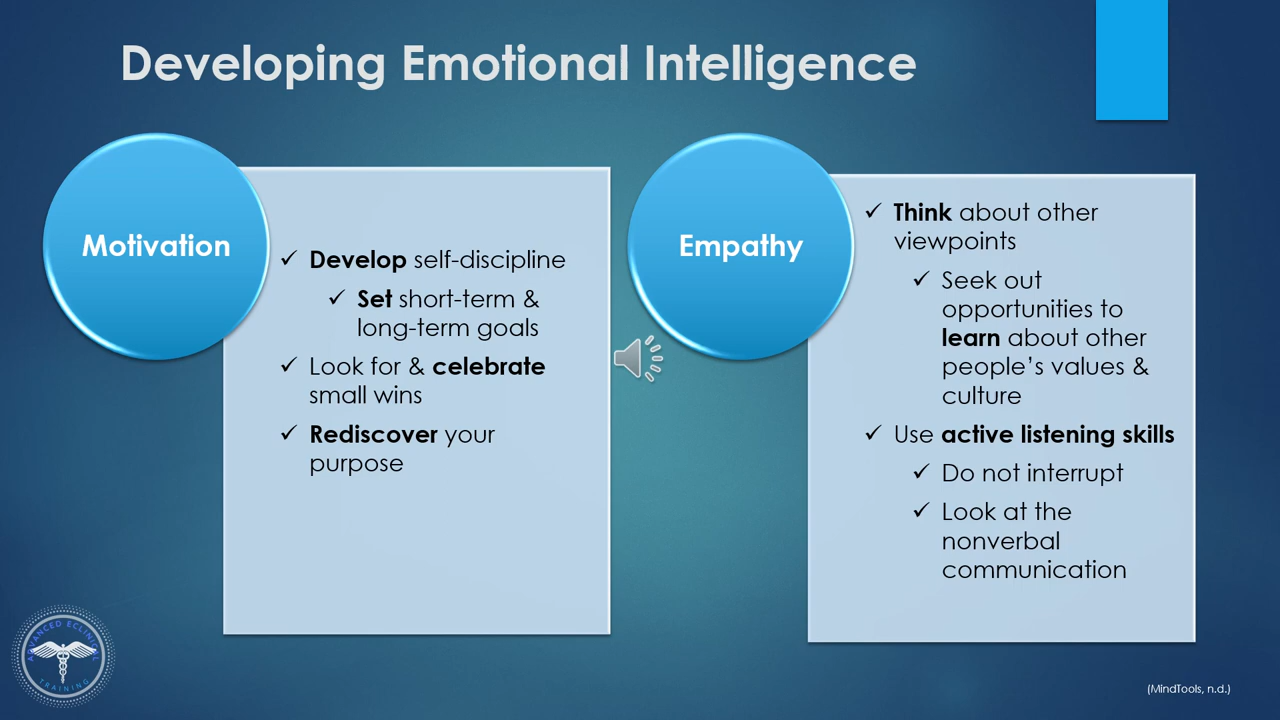 Developing Emotional Intelligence
Motivation
✓ Develop self-discipline
✓ Set short-term &
long-term goals
✓ Look for & celebrate
small wins
✓ Rediscover your
purpose
Empathy
✓ Think about other
viewpoints
✓ Seek out
opportunities to
learn about other
people's values &
culture
✓ Use active listening skills
✓ Do not interrupt
✓ Look at the
nonverbal
communication
ADVANCED ECLINICAL
TRAINING
(MindTools, n.d.)